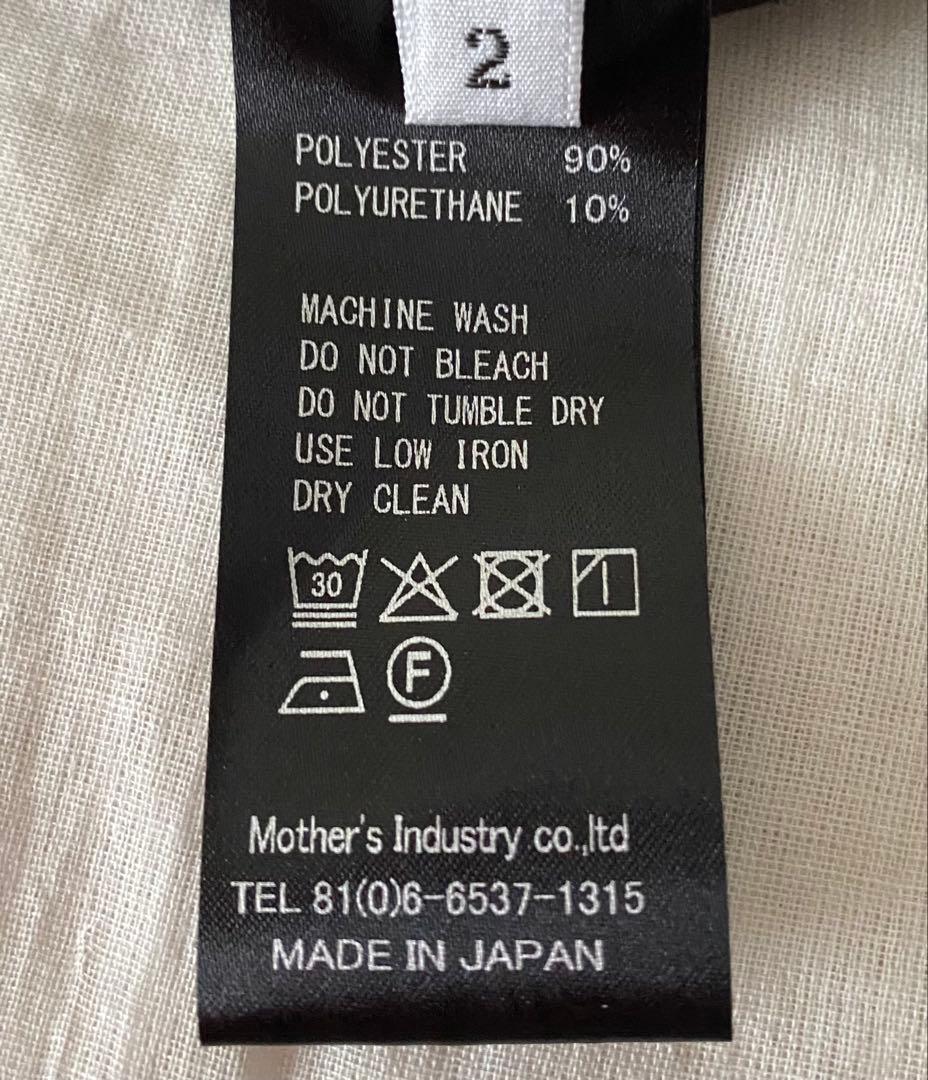 2
POLYESTER 90%
POLYURETHANE 10%
MACHINE WASH
DO NOT BLEACH
DO NOT TUMBLE DRY
USE LOW IRON
DRY CLEAN
30
F
Mother's Industry co.,ltd
TEL 81(0)6-6537-1315
MADE IN JAPAN